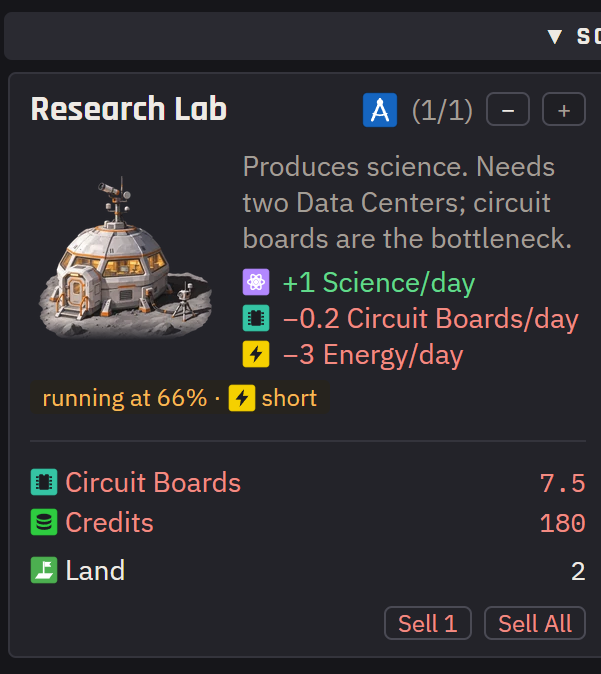 ▼ SC
Research Lab (1/1) − +
Produces science. Needs
two Data Centers; circuit
boards are the bottleneck.
+1 Science/day
−0.2 Circuit Boards/day
−3 Energy/day
running at 66% · short
Circuit Boards 7.5
Credits 180
Land 2
Sell 1 Sell All